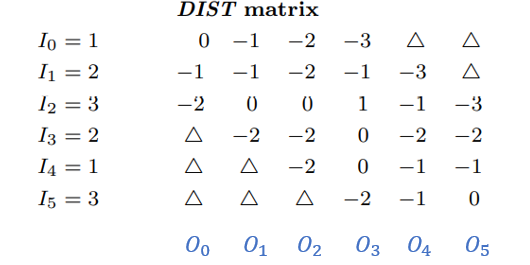 DIST matrix
I₀ = 1 0 −1 −2 −3 △ △
I₁ = 2 −1 −1 −2 −1 −3 △
I₂ = 3 −2 0 0 1 −1 −3
I₃ = 2 △ −2 −2 0 −2 −2
I₄ = 1 △ △ −2 0 −1 −1
I₅ = 3 △ △ △ −2 −1 0
O₀ O₁ O₂ O₃ O₄ O₅